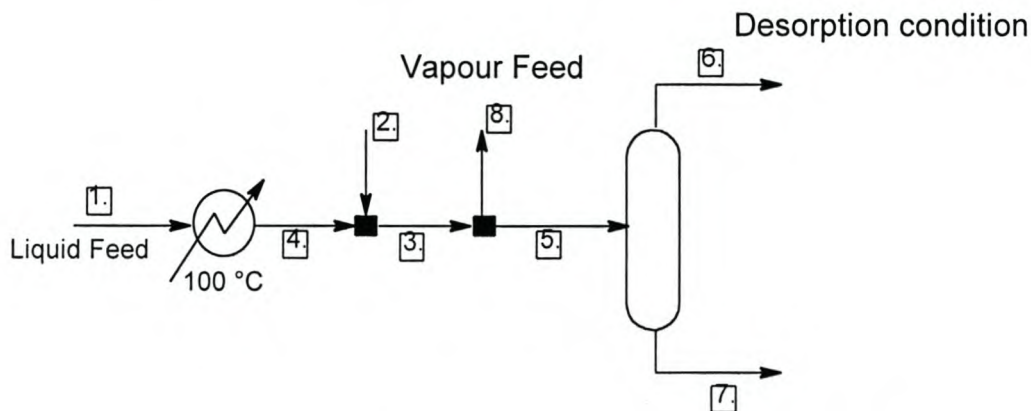 Desorption condition
6.
Vapour Feed
2.
8.
1.
Liquid Feed
4.
3.
5.
100 °C
7.